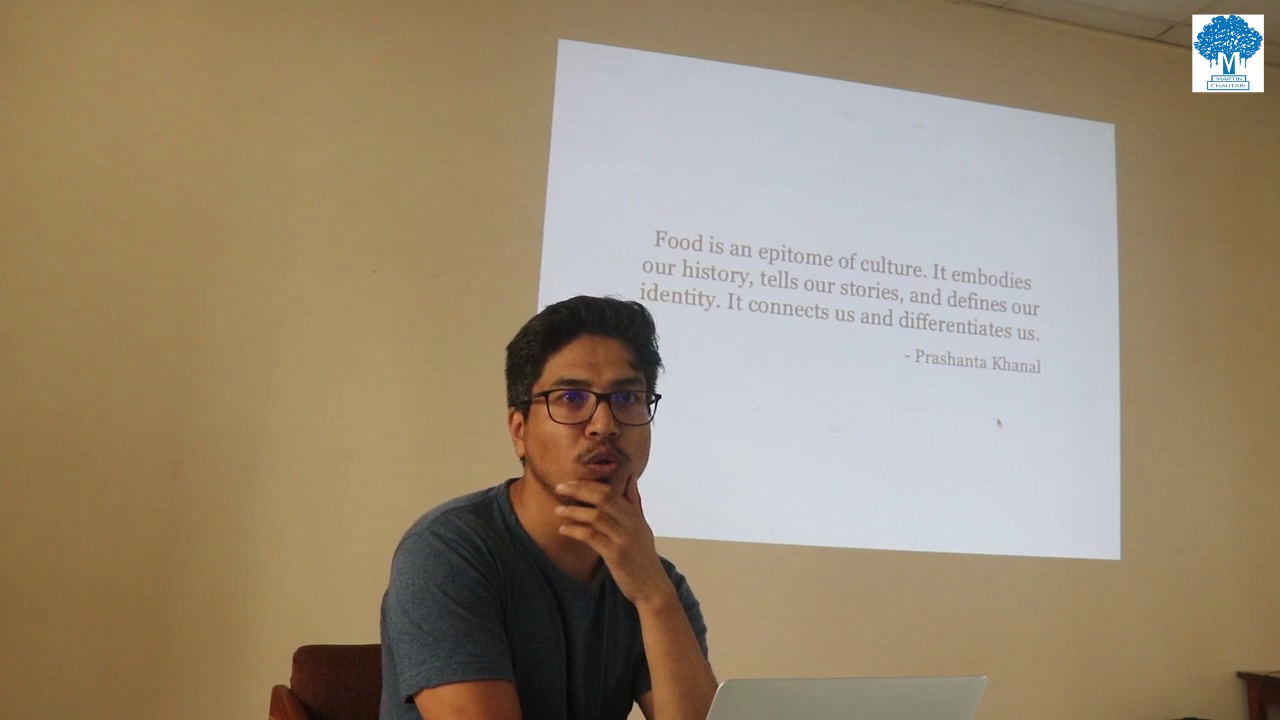 Food is an epitome of culture. It embodies
our history, tells our stories, and defines our
identity. It connects us and differentiates us.
- Prashanta Khanal
M
MARTIN
CHAUTARI